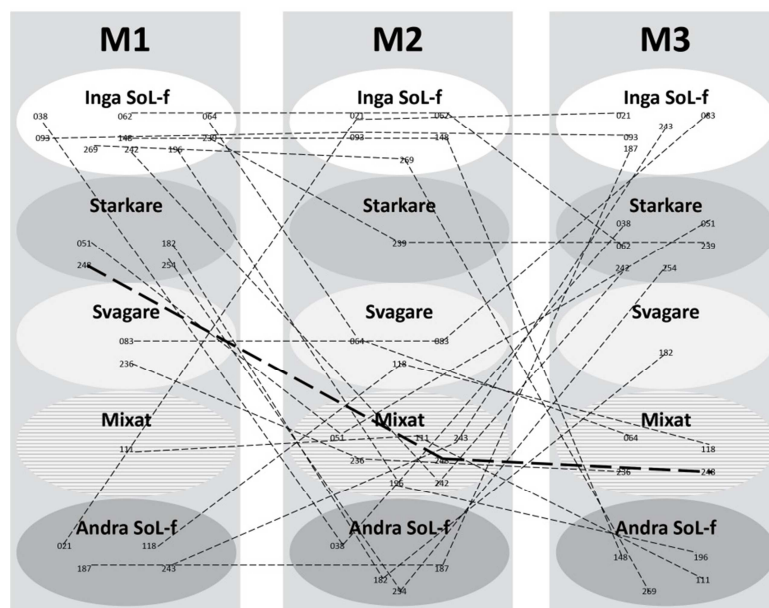 M1
Inga SoL-f
038 062 064
093 148 239
269 242 196
Starkare
051 182
248 254
Svagare
083
236
Mixat
111
Andra SoL-f
021 118
187 243
M2
Inga SoL-f
021 062
093 148
269
Starkare
239
Svagare
064 083
118
Mixat
051 111 243
236 248
196 242
Andra SoL-f
038
182 187
254
M3
Inga SoL-f
021 083
243
093
187
Starkare
038 051
062 239
242 254
Svagare
182
Mixat
064
118
236 248
Andra SoL-f
148 196
111
269